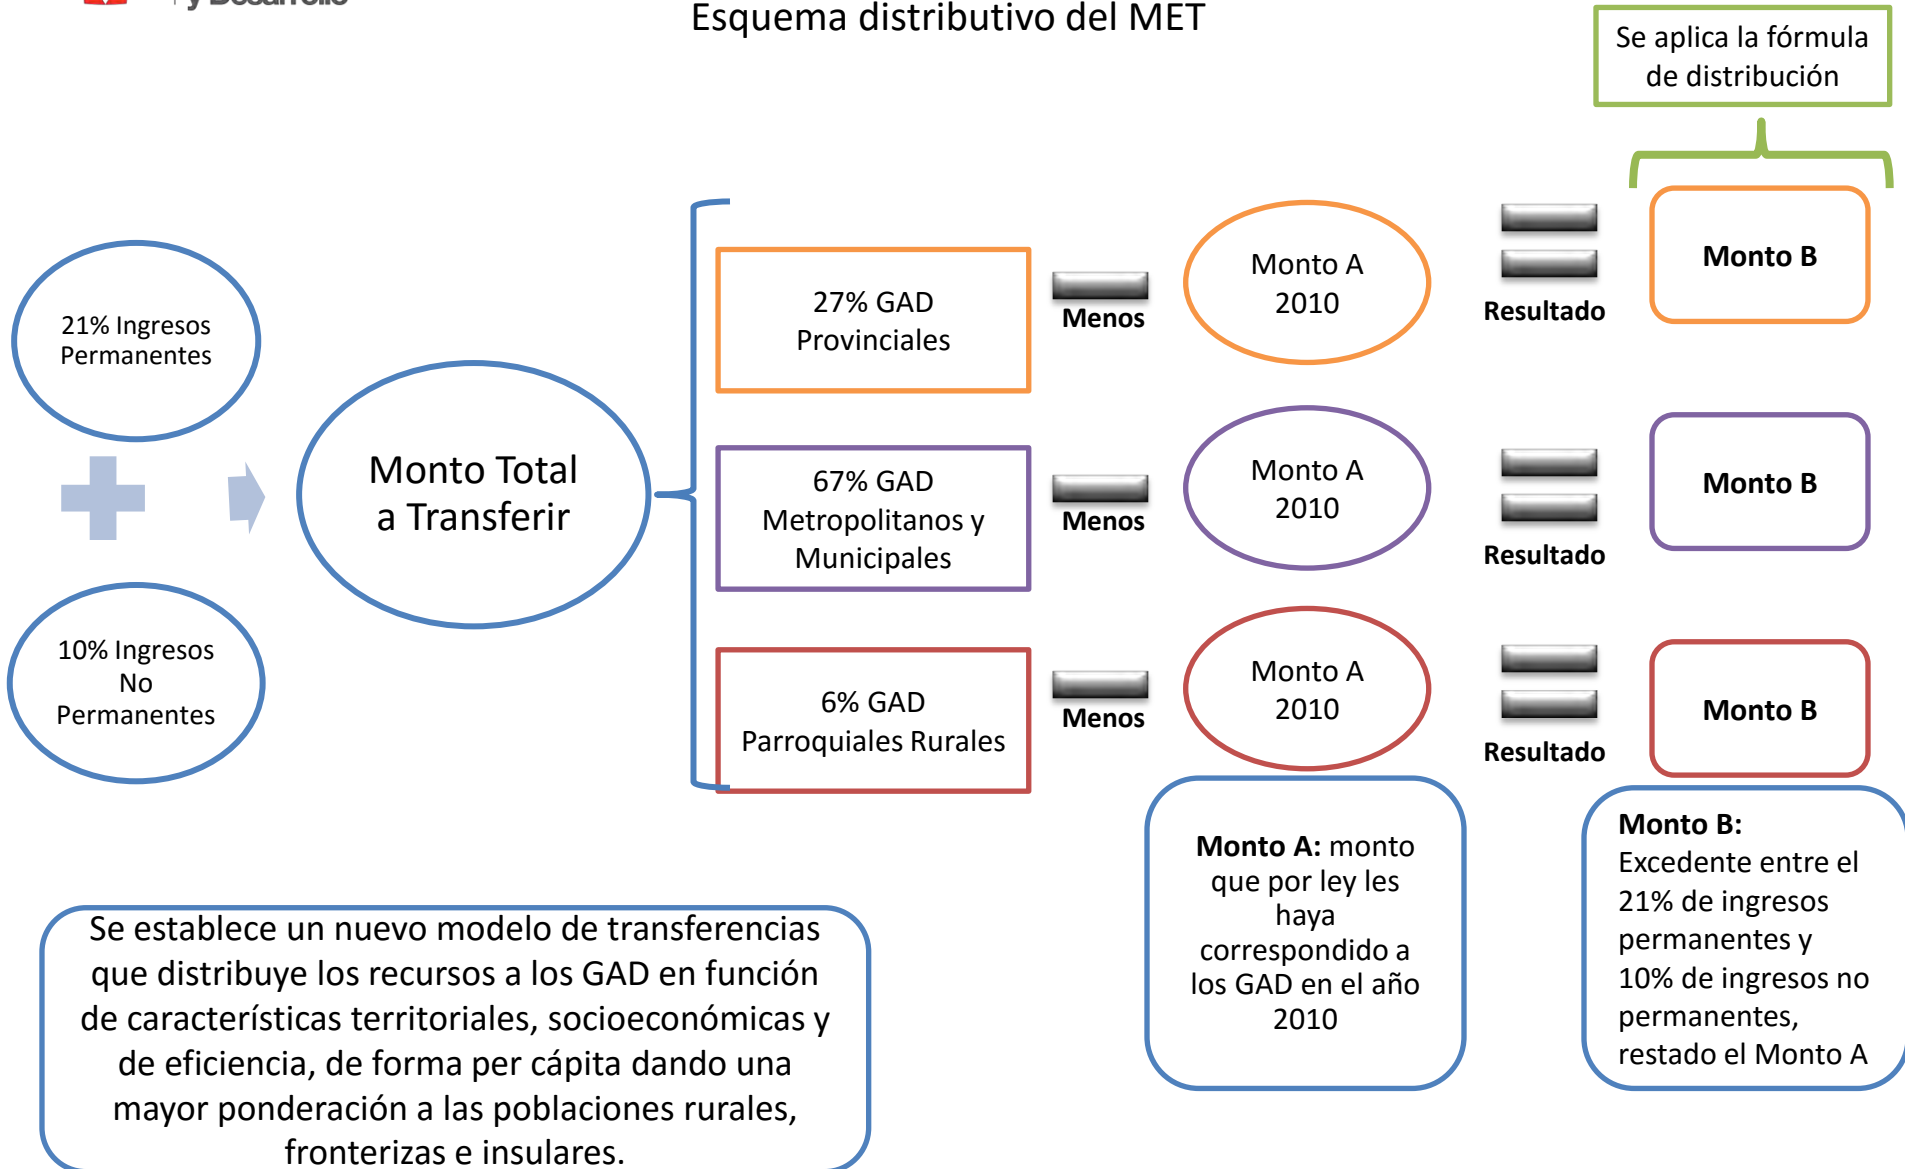 y Desarrollo
Esquema distributivo del MET
Se aplica la fórmula
de distribución
21% Ingresos
Permanentes
10% Ingresos
No
Permanentes
Monto Total
a Transferir
27% GAD
Provinciales
Menos
Monto A
2010
Resultado
Monto B
67% GAD
Metropolitanos y
Municipales
Menos
Monto A
2010
Resultado
Monto B
6% GAD
Parroquiales Rurales
Menos
Monto A
2010
Resultado
Monto B
Monto A: monto
que por ley les
haya
correspondido a
los GAD en el año
2010
Monto B:
Excedente entre el
21% de ingresos
permanentes y
10% de ingresos no
permanentes,
restado el Monto A
Se establece un nuevo modelo de transferencias
que distribuye los recursos a los GAD en función
de características territoriales, socioeconómicas y
de eficiencia, de forma per cápita dando una
mayor ponderación a las poblaciones rurales,
fronterizas e insulares.